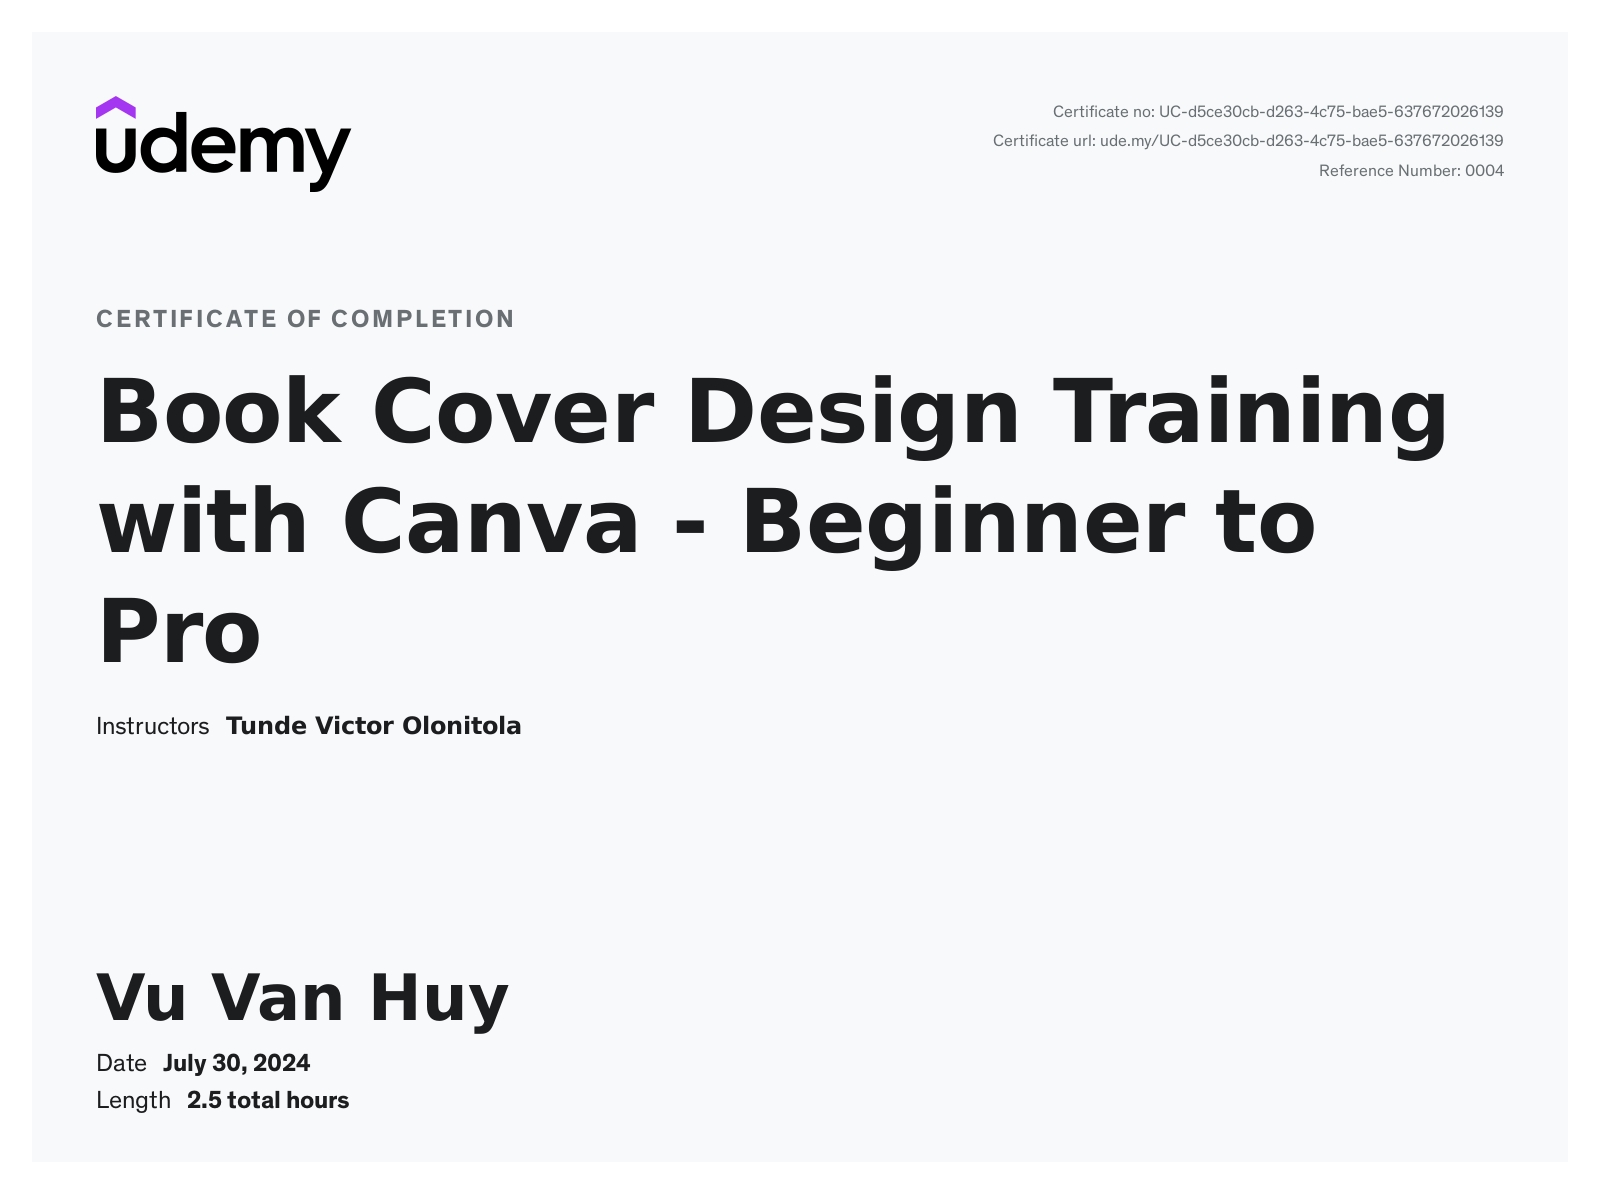 udemy
Certificate no: UC-d5ce30cb-d263-4c75-bae5-637672026139
Certificate url: ude.my/UC-d5ce30cb-d263-4c75-bae5-637672026139
Reference Number: 0004
CERTIFICATE OF COMPLETION
Book Cover Design Training
with Canva - Beginner to
Pro
Instructors Tunde Victor Olonitola
Vu Van Huy
Date July 30, 2024
Length 2.5 total hours